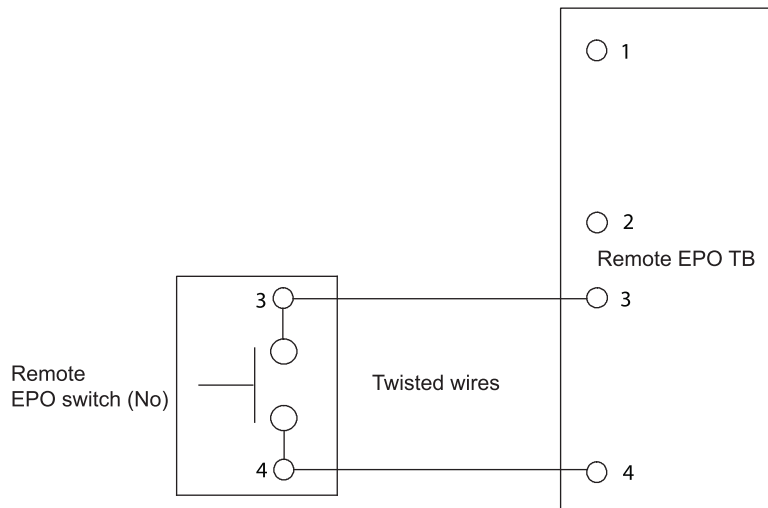 1
2
Remote EPO TB
3
3
Remote
EPO switch (No)
Twisted wires
4
4